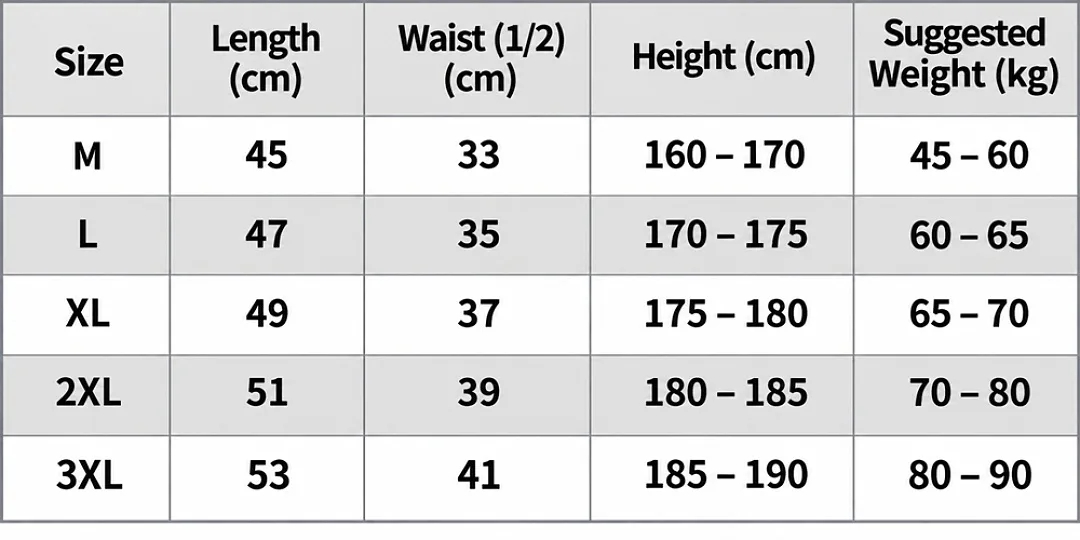 Size Length (cm) Waist (1/2) (cm) Height (cm) Suggested Weight (kg)
M 45 33 160 – 170 45 – 60
L 47 35 170 – 175 60 – 65
XL 49 37 175 – 180 65 – 70
2XL 51 39 180 – 185 70 – 80
3XL 53 41 185 – 190 80 – 90